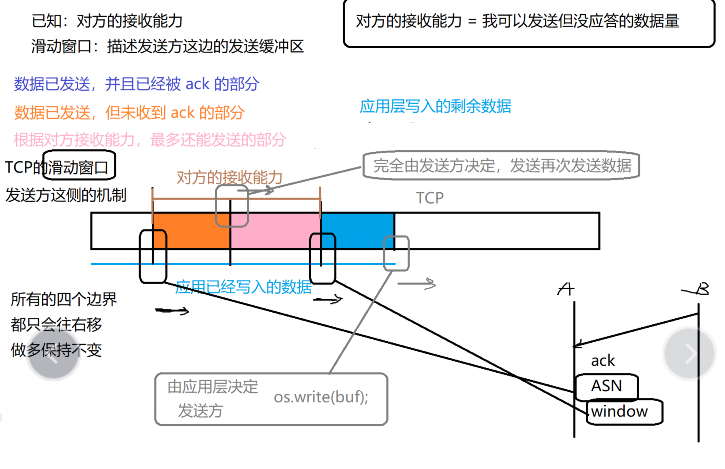 已知：对方的接收能力
滑动窗口：描述发送方这边的发送缓冲区
对方的接收能力 = 我可以发送但没应答的数据量
数据已发送，并且已经被 ack 的部分
数据已发送，但未收到 ack 的部分
应用层写入的剩余数据
根据对方接收能力，最多还能发送的部分
TCP的滑动窗口
发送方这侧的机制
对方的接收能力
完全由发送方决定，发送再次发送数据
TCP
应用已经写入的数据
所有的四个边界
都只会往右移
做多保持不变
A
B
ack
ASN
window
由应用层决定
发送方
os.write(buf);